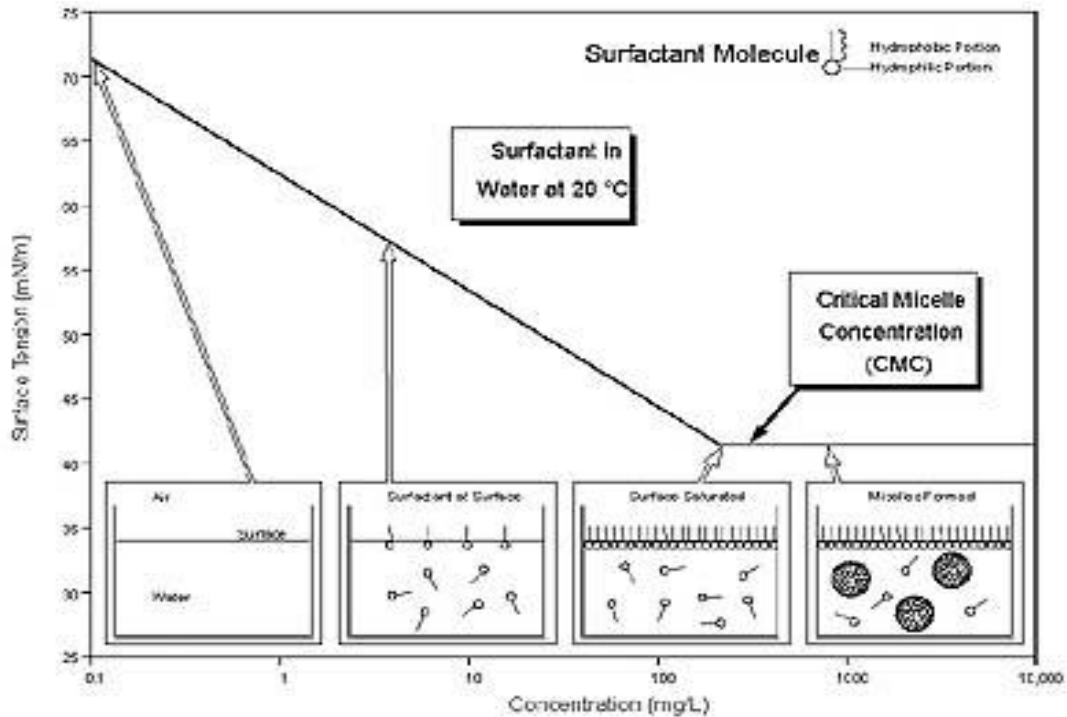 75
70
65
60
55
50
45
40
35
30
25
Surface Tension (mN/m)
Surfactant Molecule
Hydrophobic Portion
Hydrophilic Portion
Surfactant in
Water at 20 °C
Critical Micelle
Concentration
(CMC)
Air
Surface
Water
Surfactant at Surface
Surface Saturated
Micelles Formed
0.1
1
10
100
1000
10,000
Concentration (mg/L)